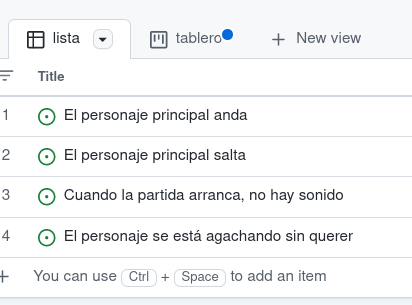 lista
tablero
New view
Title
1 El personaje principal anda
2 El personaje principal salta
3 Cuando la partida arranca, no hay sonido
4 El personaje se está agachando sin querer
+ You can use Ctrl + Space to add an item